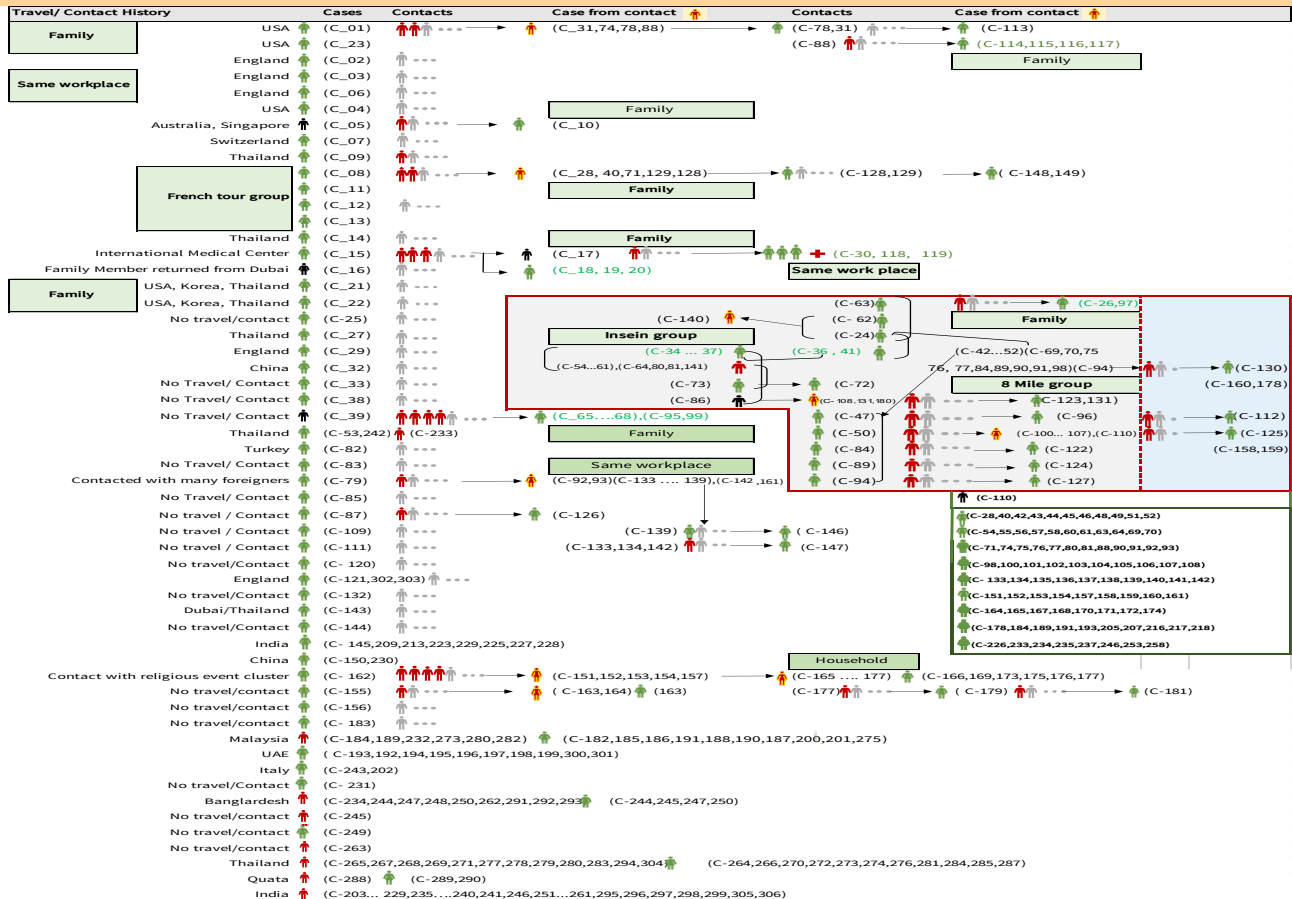 Travel/ Contact History Cases Contacts Case from contact Contacts Case from contact
Family
USA (C_01) (C_31,74,78,88) (C-78,31) (C-113)
USA (C_23) (C-88) (C-114,115,116,117)
England (C_02) Family
England (C_03)
Same workplace
England (C_06)
USA (C_04) Family
Australia, Singapore (C_05) (C_10)
Switzerland (C_07)
Thailand (C_09)
French tour group
(C_08) (C_28, 40,71,129,128) (C-128,129) ( C-148,149)
(C_11) Family
(C_12)
(C_13)
Thailand (C_14) Family
International Medical Center (C_15) (C_17) (C-30, 118, 119)
Family Member returned from Dubai (C_16) (C_18, 19, 20) Same work place
Family
USA, Korea, Thailand (C_21)
USA, Korea, Thailand (C_22) (C-63) (C-26,97)
No travel/contact (C-25) (C-140) (C- 62) Family
Thailand (C_27) Insein group (C-24)
England (C_29) (C-34 ... 37) (C-36 , 41) (C-42...52)(C-69,70,75
China (C_32) (C-54...61),(C-64,80,81,141) 76, 77,84,89,90,91,98)(C-94) (C-130)
No Travel/ Contact (C_33) (C-73) (C-72) 8 Mile group (C-160,178)
No Travel/ Contact (C_38) (C-86) (C-108,131,180) (C-123,131)
No Travel/ Contact (C_39) (C_65....68),(C-95,99) (C-47) (C-96) (C-112)
Thailand (C-53,242) (C-233) Family (C-50) (C-100... 107),(C-110) (C-125)
Turkey (C-82) (C-84) (C-122) (C-158,159)
No Travel/ Contact (C-83) Same workplace (C-89) (C-124)
Contacted with many foreigners (C-79) (C-92,93)(C-133 .... 139),(C-142 ,161) (C-94) (C-127)
No Travel/ Contact (C-85) (C-110)
No travel / Contact (C-87) (C-126) (C-28,40,42,43,44,45,46,48,49,51,52)
No travel / Contact (C-109) (C-139) ( C-146) (C-54,55,56,57,58,60,61,63,64,69,70)
No travel / Contact (C-111) (C-133,134,142) (C-147) (C-71,74,75,76,77,80,81,88,90,91,92,93)
No travel/Contact (C- 120) (C-98,100,101,102,103,104,105,106,107,108)
England (C-121,302,303) (C- 133,134,135,136,137,138,139,140,141,142)
No travel/Contact (C-132) (C-151,152,153,154,157,158,159,160,161)
Dubai/Thailand (C-143) (C-164,165,167,168,170,171,172,174)
No travel/Contact (C-144) (C-178,184,189,191,193,205,207,216,217,218)
India (C- 145,209,213,223,229,225,227,228) (C-226,233,234,235,237,246,253,258)
China (C-150,230) Household
Contact with religious event cluster (C- 162) (C-151,152,153,154,157) (C-165 .... 177) (C-166,169,173,175,176,177)
No travel/contact (C-155) ( C-163,164) (163) (C-177) ( C-179) (C-181)
No travel/contact (C-156)
No travel/contact (C- 183)
Malaysia (C-184,189,232,273,280,282) (C-182,185,186,191,188,190,187,200,201,275)
UAE ( C-193,192,194,195,196,197,198,199,300,301)
Italy (C-243,202)
No travel/Contact (C- 231)
Banglardesh (C-234,244,247,248,250,262,291,292,293 (C-244,245,247,250)
No travel/contact (C-245)
No travel/contact (C-249)
No travel/contact (C-263)
Thailand (C-265,267,268,269,271,277,278,279,280,283,294,304) (C-264,266,270,272,273,274,276,281,284,285,287)
Quata (C-288) (C-289,290)
India (C-203... 229,235....240,241,246,251...261,295,296,297,298,299,305,306)